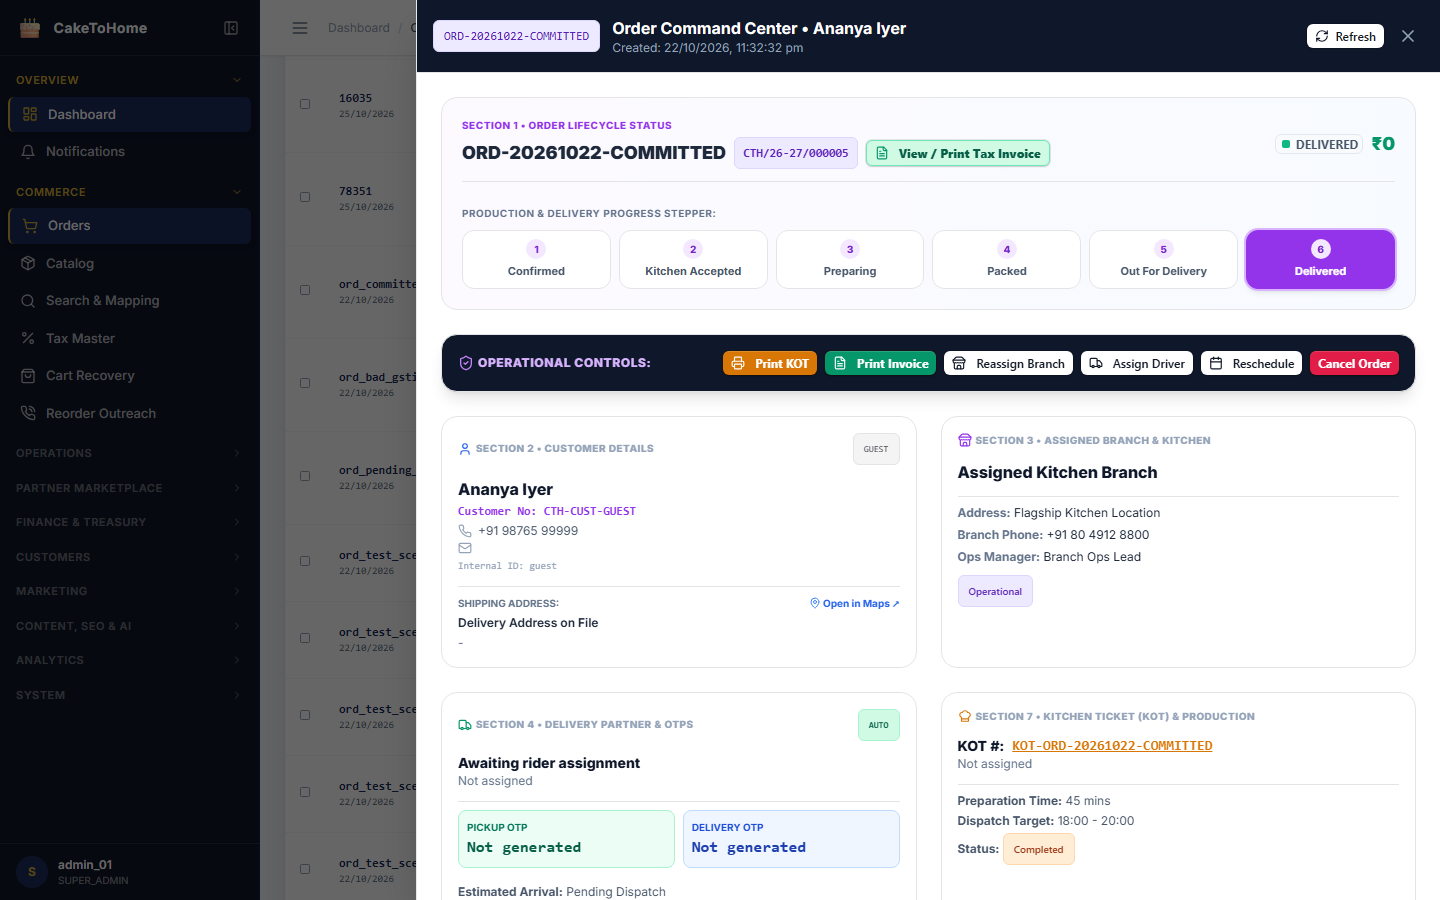 CakeToHome
OVERVIEW
Dashboard
Notifications
COMMERCE
Orders
Catalog
Search & Mapping
Tax Master
Cart Recovery
Reorder Outreach
OPERATIONS
PARTNER MARKETPLACE
FINANCE & TREASURY
CUSTOMERS
MARKETING
CONTENT, SEO & AI
ANALYTICS
SYSTEM
S
admin_01
SUPER_ADMIN
Dashboard /
16035
25/10/2026
78351
25/10/2026
ord_committe
22/10/2026
ord_bad_gsti
22/10/2026
ord_pending_
22/10/2026
ord_test_sce
22/10/2026
ord_test_sce
22/10/2026
ord_test_sce
22/10/2026
ord_test_sce
22/10/2026
ord_test_sce
22/10/2026
ORD-20261022-COMMITTED
Order Command Center • Ananya Iyer
Created: 22/10/2026, 11:32:32 pm
Refresh
SECTION 1 • ORDER LIFECYCLE STATUS
ORD-20261022-COMMITTED CTH/26-27/000005 View / Print Tax Invoice
DELIVERED ₹0
PRODUCTION & DELIVERY PROGRESS STEPPER:
1 Confirmed
2 Kitchen Accepted
3 Preparing
4 Packed
5 Out For Delivery
6 Delivered
OPERATIONAL CONTROLS: Print KOT Print Invoice Reassign Branch Assign Driver Reschedule Cancel Order
SECTION 2 • CUSTOMER DETAILS GUEST
Ananya Iyer
Customer No: CTH-CUST-GUEST
+91 98765 99999
Internal ID: guest
SHIPPING ADDRESS: Open in Maps ↗
Delivery Address on File
-
SECTION 3 • ASSIGNED BRANCH & KITCHEN
Assigned Kitchen Branch
Address: Flagship Kitchen Location
Branch Phone: +91 80 4912 8800
Ops Manager: Branch Ops Lead
Operational
SECTION 4 • DELIVERY PARTNER & OTPS AUTO
Awaiting rider assignment
Not assigned
PICKUP OTP
Not generated
DELIVERY OTP
Not generated
Estimated Arrival: Pending Dispatch
SECTION 7 • KITCHEN TICKET (KOT) & PRODUCTION
KOT #: KOT-ORD-20261022-COMMITTED
Not assigned
Preparation Time: 45 mins
Dispatch Target: 18:00 - 20:00
Status: Completed